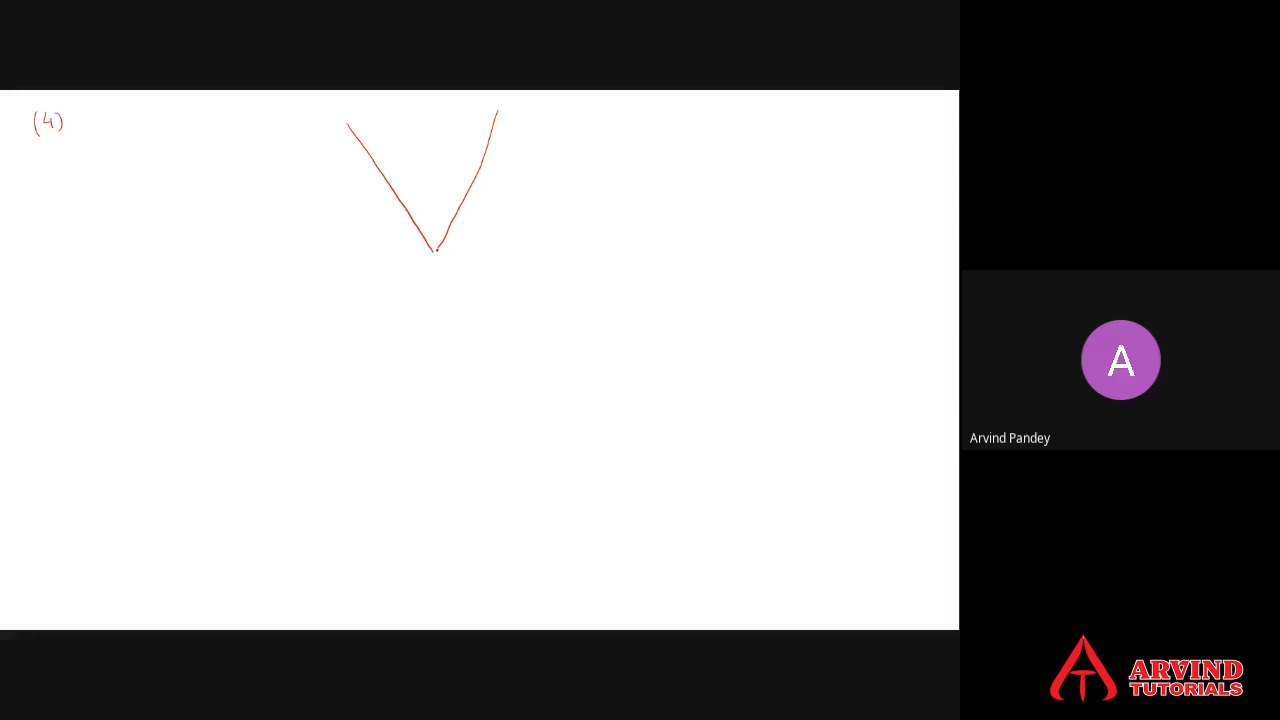 (4)
A
Arvind Pandey
ARVIND
TUTORIALS